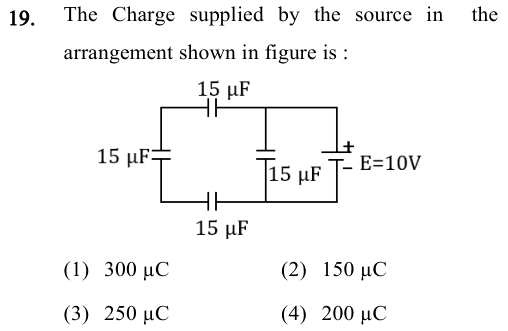 19. The Charge supplied by the source in the
arrangement shown in figure is :
15 µF
15 µF
15 µF
+
- E=10V
15 µF
(1) 300 µC (2) 150 µC
(3) 250 µC (4) 200 µC